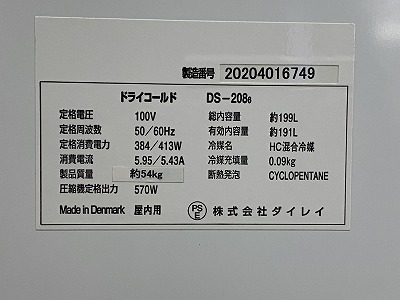 製造番号 20204016749
ドライコールド DS-208e
定格電圧 100V 総内容量 約199L
定格周波数 50/60Hz 有効内容量 約191L
定格消費電力 384/413W 冷媒名 HC混合冷媒
消費電流 5.95/5.43A 冷媒充填量 0.09kg
製品質量 約54kg 断熱発泡 CYCLOPENTANE
圧縮機定格出力 570W
Made in Denmark 屋内用 PSE 株式会社ダイレイ